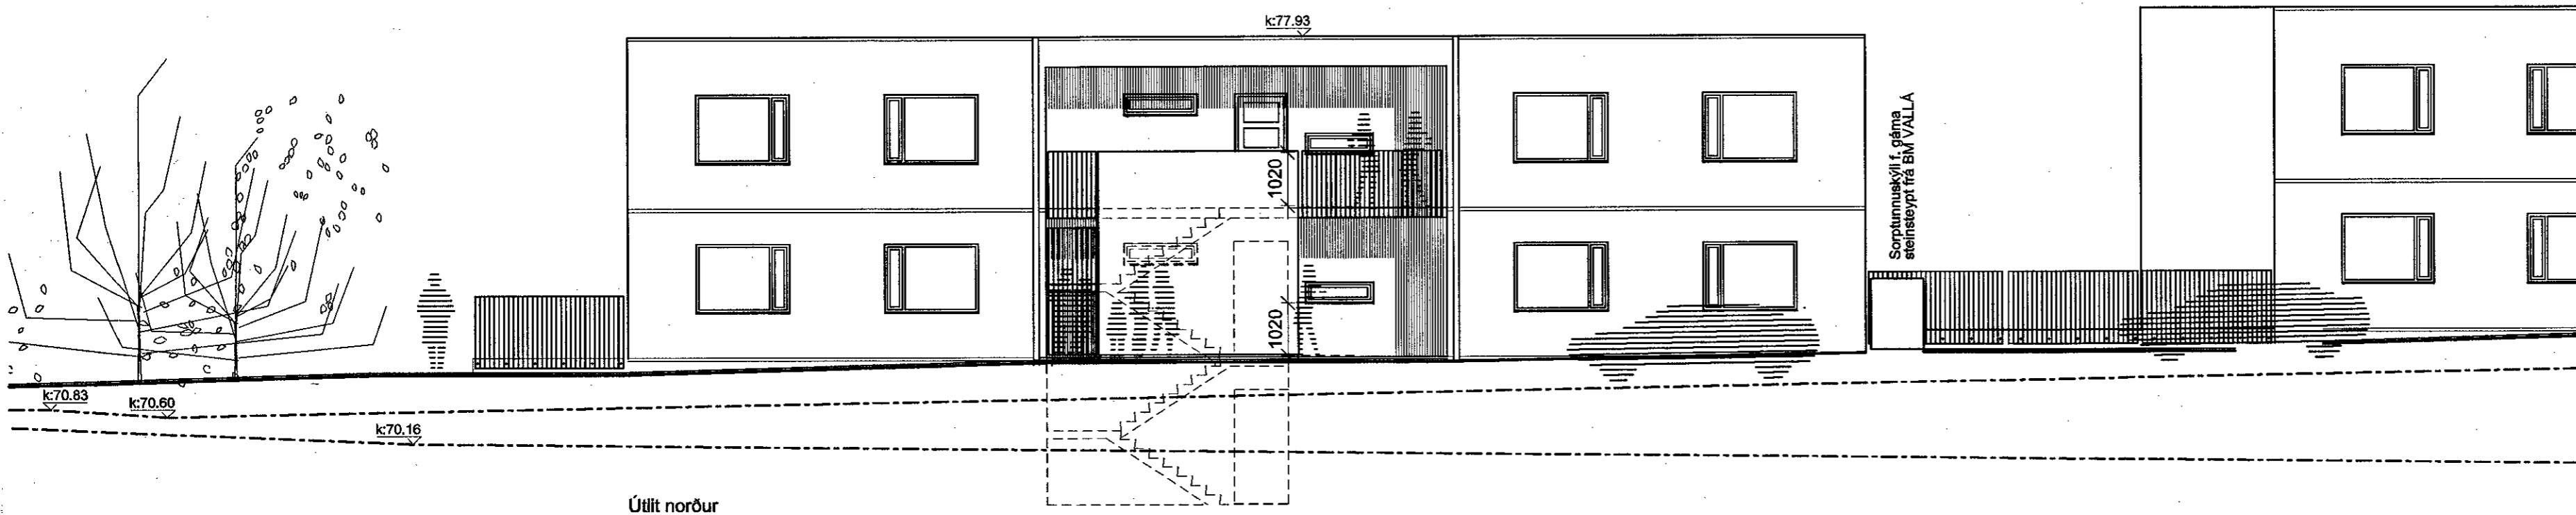 k:77.93
Sorptunnuskýli f. gáma
steinsteypt frá BM VALLÁ
1020
1020
k:70.83
k:70.60
k:70.16
Útlit norður